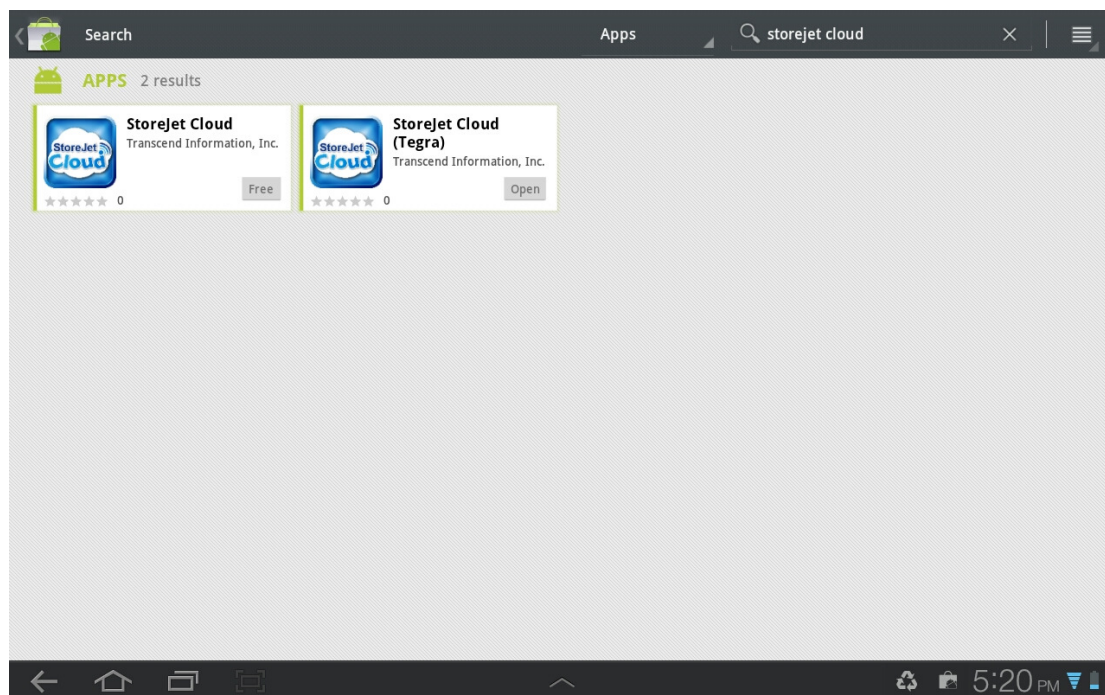 Search
Apps
storejet cloud
APPS 2 results
StoreJet
Cloud
StoreJet Cloud
Transcend Information, Inc.
Free
0
StoreJet
Cloud
StoreJet Cloud
(Tegra)
Transcend Information, Inc.
Open
0
5:20 PM